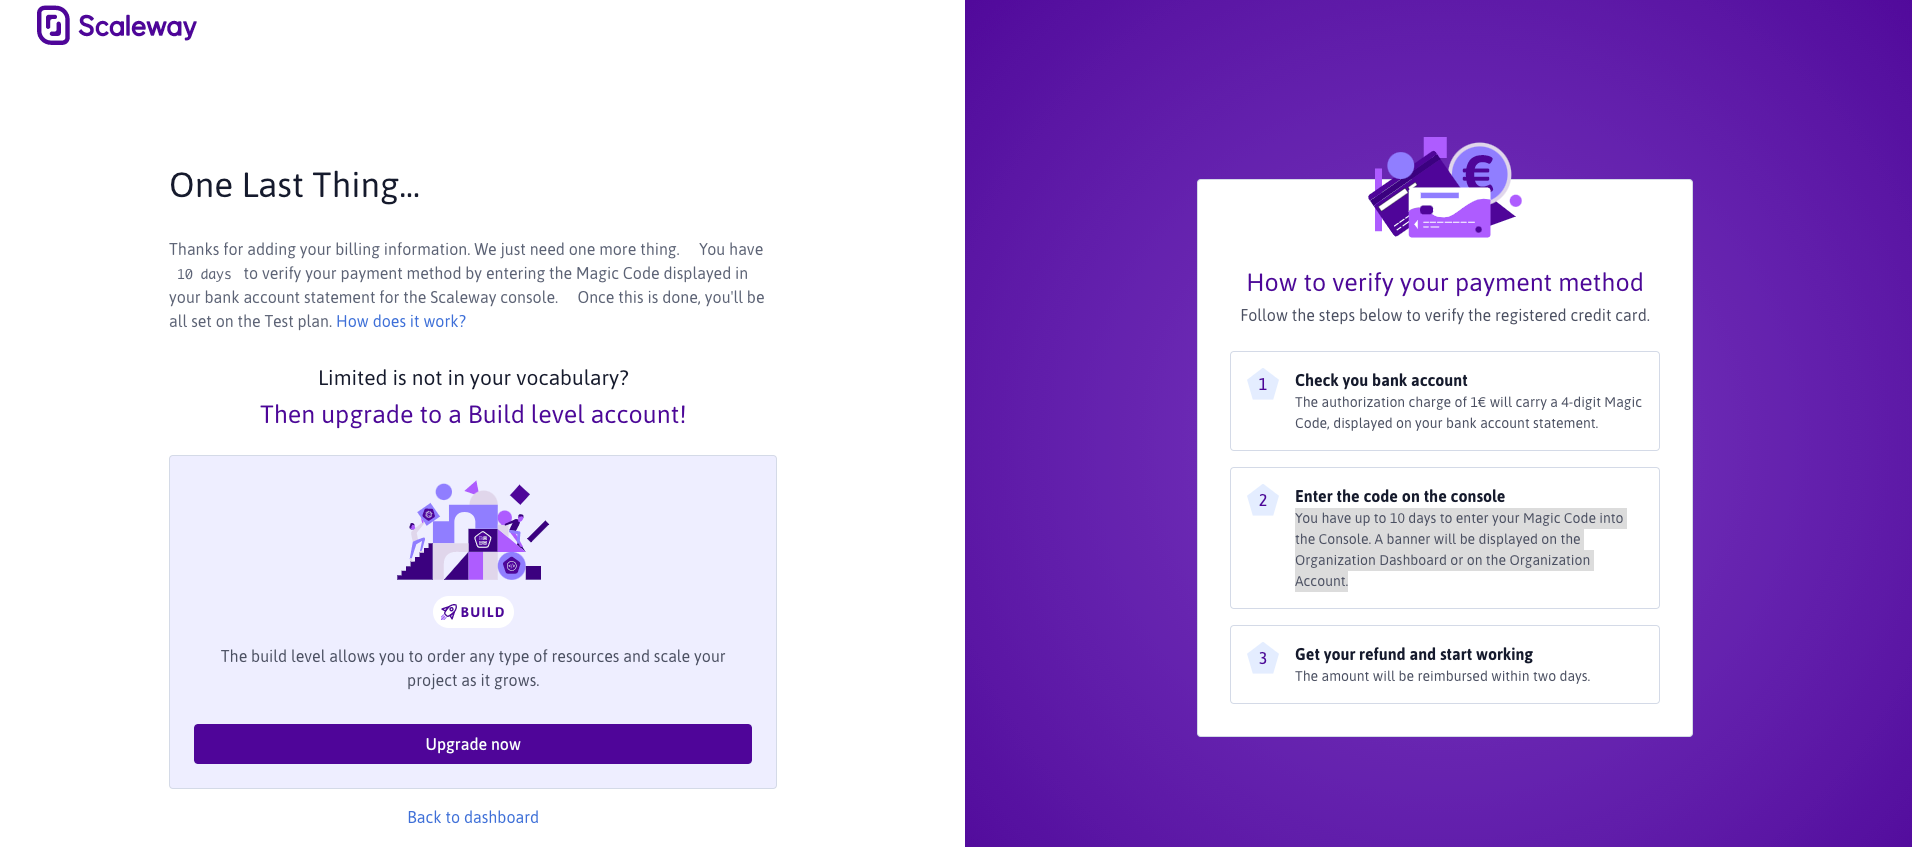 Scaleway
One Last Thing...
Thanks for adding your billing information. We just need one more thing. You have
10 days to verify your payment method by entering the Magic Code displayed in
your bank account statement for the Scaleway console. Once this is done, you'll be
all set on the Test plan. How does it work?
Limited is not in your vocabulary?
Then upgrade to a Build level account!
BUILD
The build level allows you to order any type of resources and scale your
project as it grows.
Upgrade now
Back to dashboard
€
How to verify your payment method
Follow the steps below to verify the registered credit card.
1
Check you bank account
The authorization charge of 1€ will carry a 4-digit Magic
Code, displayed on your bank account statement.
2
Enter the code on the console
You have up to 10 days to enter your Magic Code into
the Console. A banner will be displayed on the
Organization Dashboard or on the Organization
Account.
3
Get your refund and start working
The amount will be reimbursed within two days.